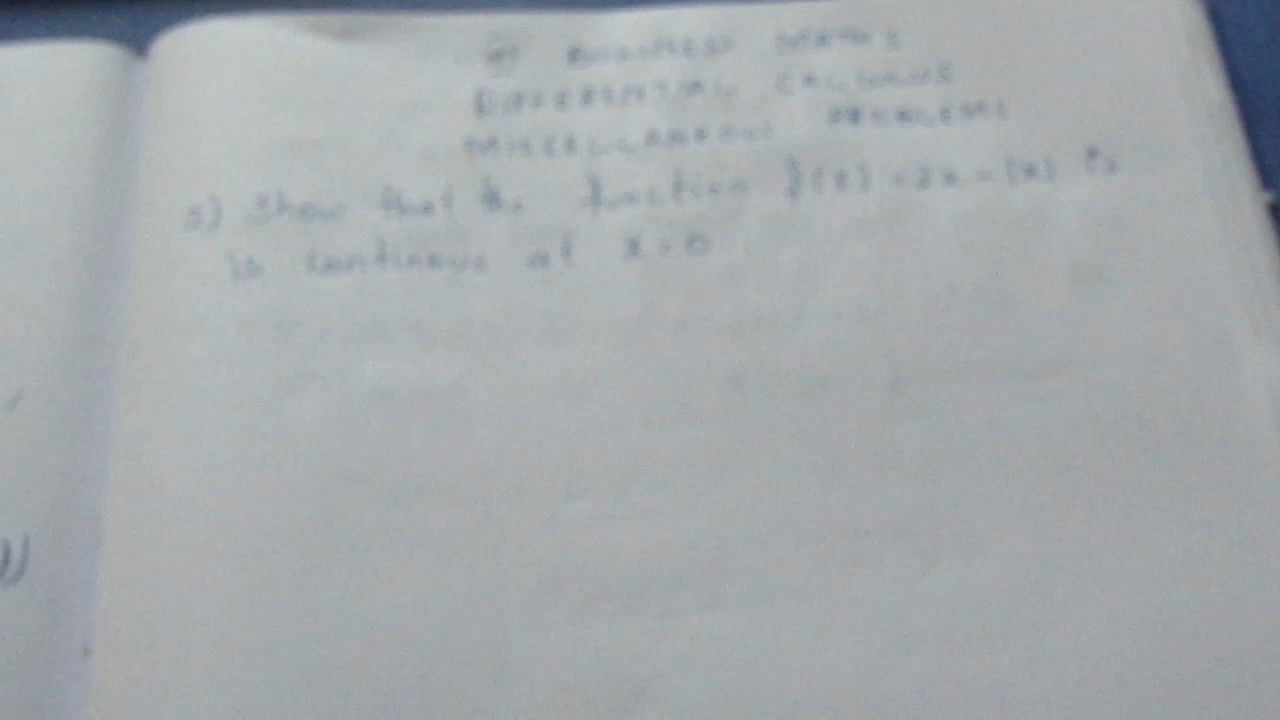 BUSINESS MATHS
DIFFERENTIAL CALCULUS
MISCELLANEOUS PROBLEMS
5) Show that the function f(x) = 2x - |x| is
is continuous at x = 0